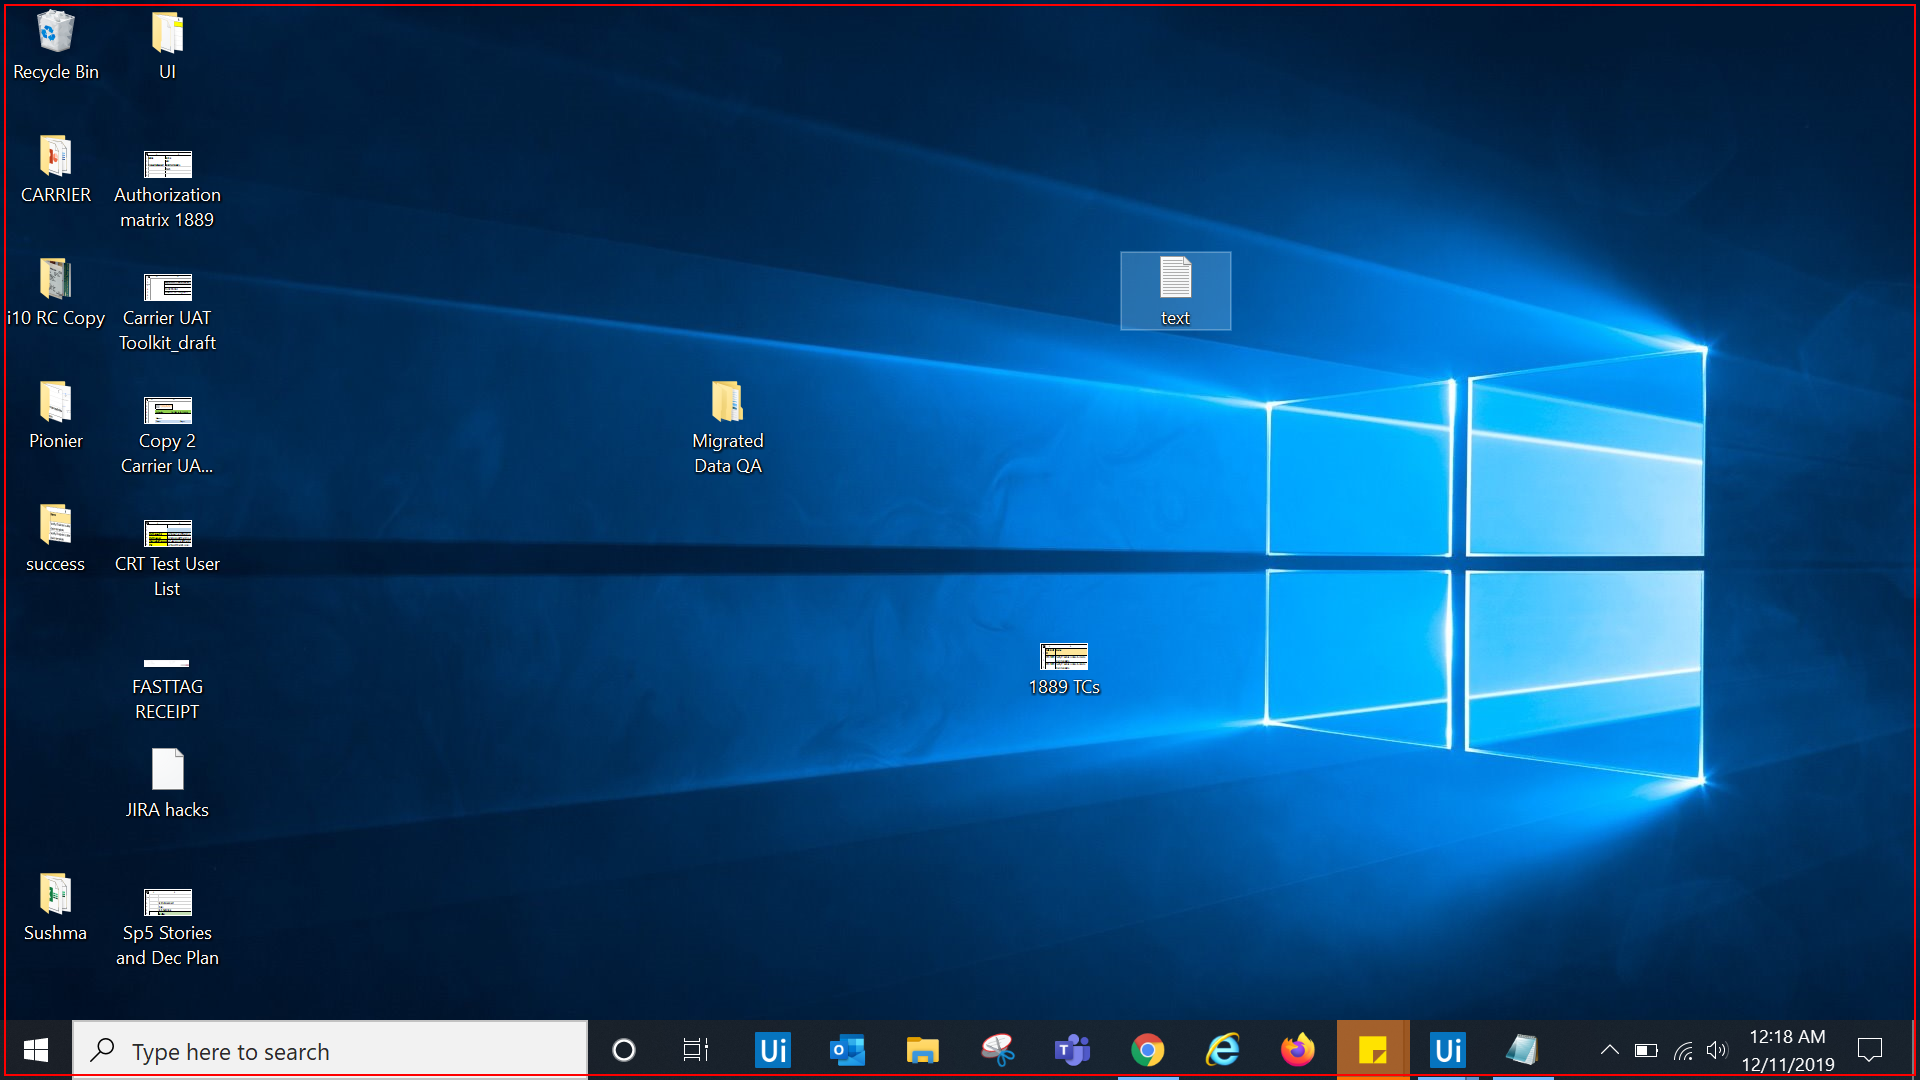 Recycle Bin
UI
CARRIER
Authorization
matrix 1889
i10 RC Copy
Carrier UAT
Toolkit_draft
text
Pionier
Copy 2
Carrier UA...
Migrated
Data QA
success
CRT Test User
List
FASTTAG
RECEIPT
1889 TCs
JIRA hacks
Sushma
Sp5 Stories
and Dec Plan
Type here to search
Ui
Ui
12:18 AM
12/11/2019